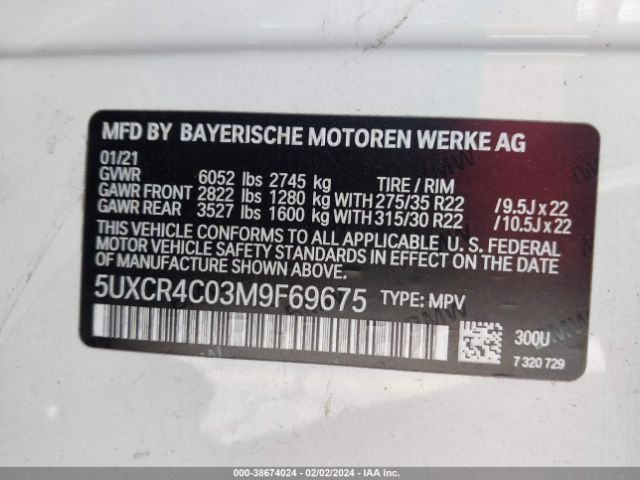 MFD BY BAYERISCHE MOTOREN WERKE AG
01/21
GVWR 6052 lbs 2745 kg TIRE / RIM
GAWR FRONT 2822 lbs 1280 kg WITH 275/35 R22 / 9.5J x 22
GAWR REAR 3527 lbs 1600 kg WITH 315/30 R22 / 10.5J x 22
THIS VEHICLE CONFORMS TO ALL APPLICABLE U. S. FEDERAL
MOTOR VEHICLE SAFETY STANDARDS IN EFFECT ON THE DATE
OF MANUFACTURE SHOWN ABOVE.
5UXCR4C03M9F69675 TYPE: MPV
300U
7 320 729
000-38674024 | 02/02/2024 - IAAI.COM